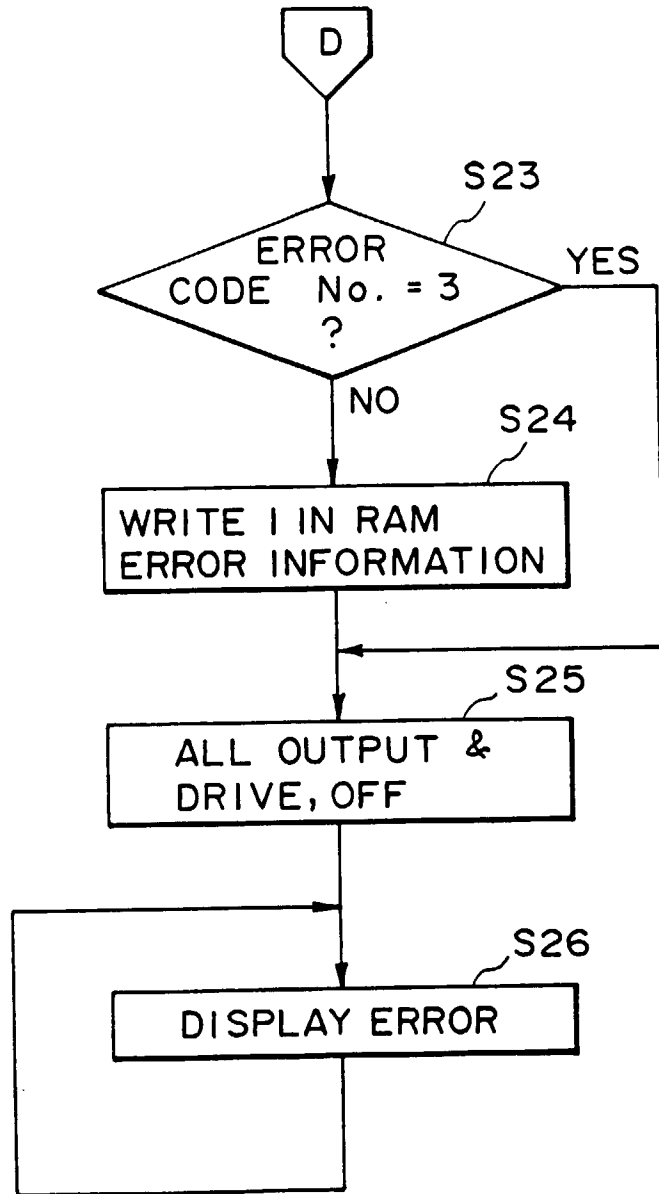 D
S23
ERROR
CODE No. = 3
?
YES
NO
S24
WRITE 1 IN RAM
ERROR INFORMATION
S25
ALL OUTPUT &
DRIVE, OFF
S26
DISPLAY ERROR